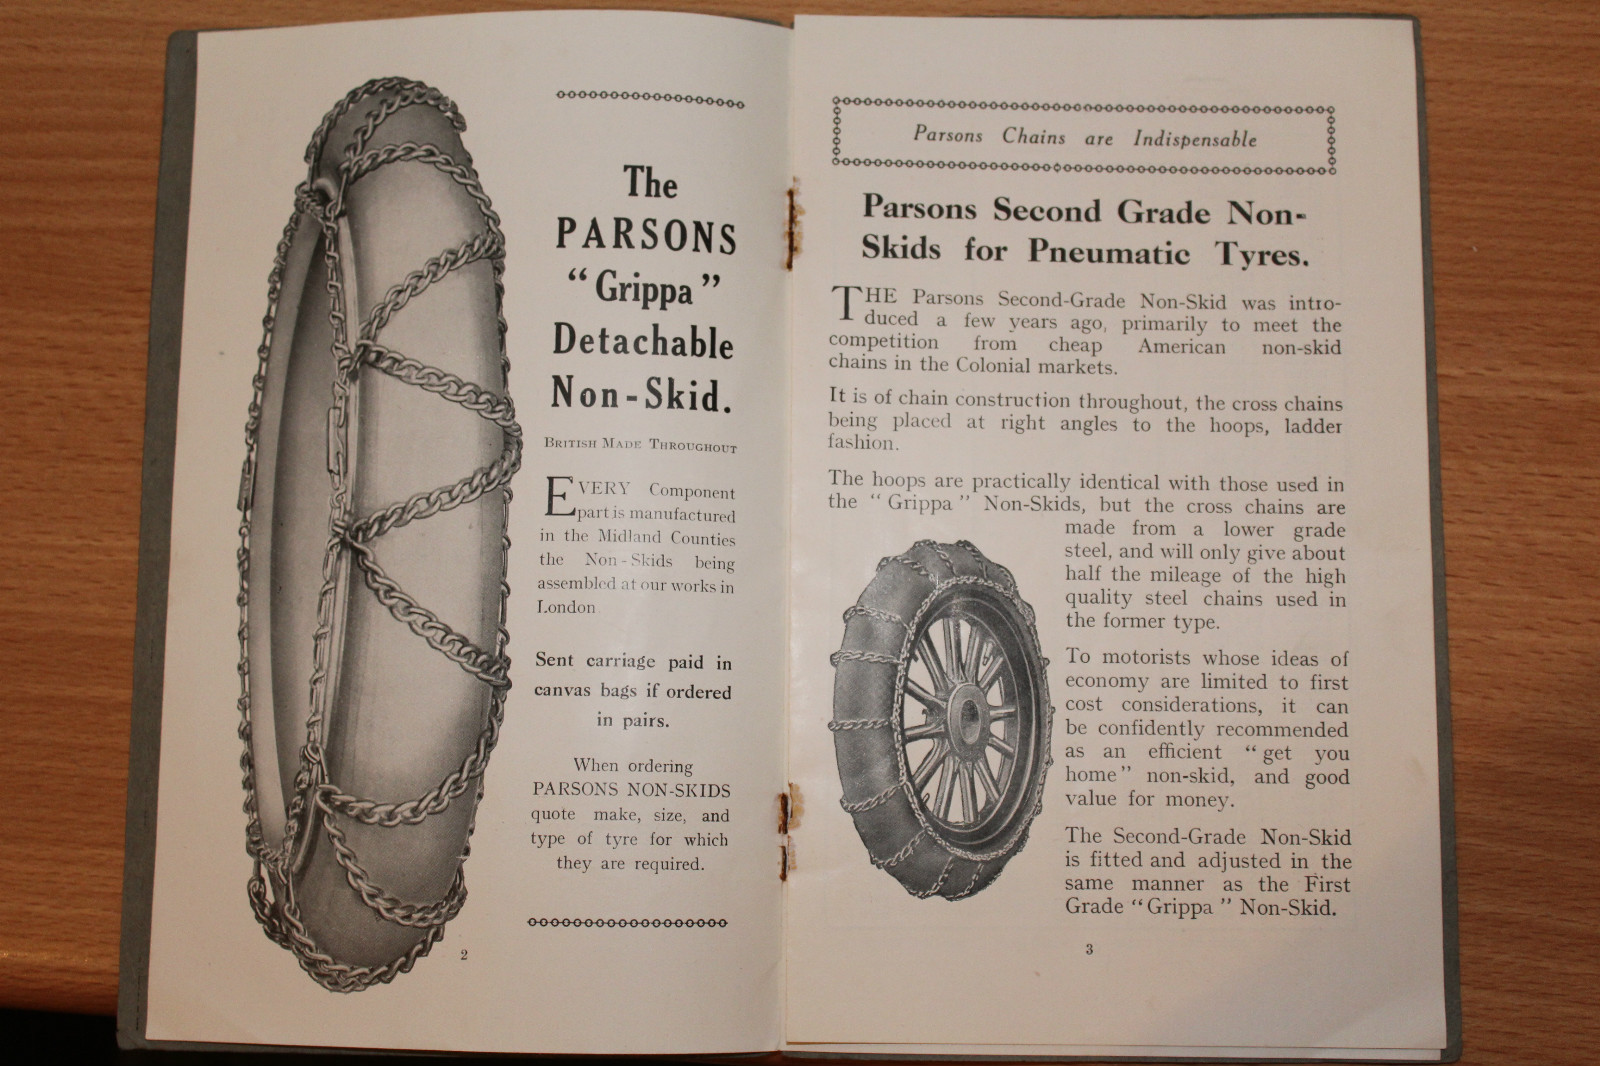 The
PARSONS
“Grippa”
Detachable
Non-Skid.
BRITISH MADE THROUGHOUT
EVERY Component
part is manufactured
in the Midland Counties
the Non-Skids being
assembled at our works in
London
Sent carriage paid in
canvas bags if ordered
in pairs.
When ordering
PARSONS NON-SKIDS
quote make, size, and
type of tyre for which
they are required.
2
Parsons Chains are Indispensable
Parsons Second Grade Non-
Skids for Pneumatic Tyres.
THE Parsons Second-Grade Non-Skid was intro-
duced a few years ago, primarily to meet the
competition from cheap American non-skid
chains in the Colonial markets.
It is of chain construction throughout, the cross chains
being placed at right angles to the hoops, ladder
fashion.
The hoops are practically identical with those used in
the “Grippa” Non-Skids, but the cross chains are
made from a lower grade
steel, and will only give about
half the mileage of the high
quality steel chains used in
the former type.
To motorists whose ideas of
economy are limited to first
cost considerations, it can
be confidently recommended
as an efficient “get you
home” non-skid, and good
value for money.
The Second-Grade Non-Skid
is fitted and adjusted in the
same manner as the First
Grade “Grippa” Non-Skid.
3